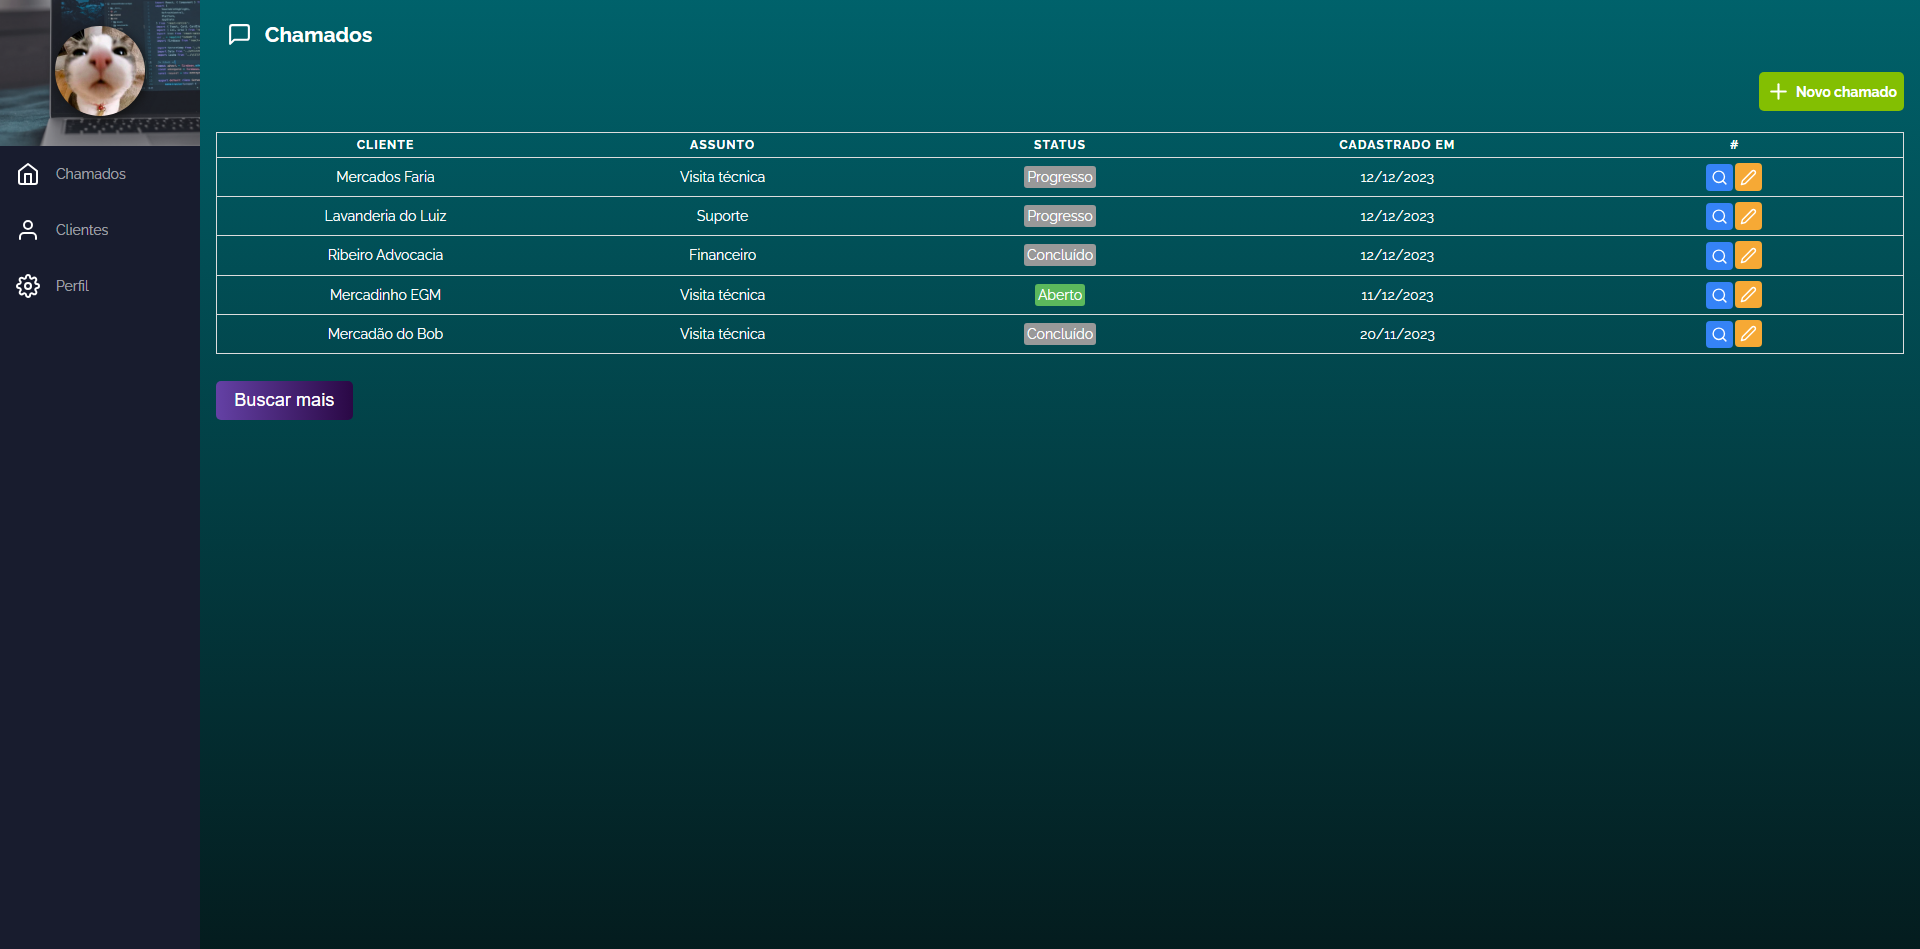 Chamados
Novo chamado
Chamados
Clientes
Perfil
CLIENTE ASSUNTO STATUS CADASTRADO EM #
Mercados Faria Visita técnica Progresso 12/12/2023
Lavanderia do Luiz Suporte Progresso 12/12/2023
Ribeiro Advocacia Financeiro Concluído 12/12/2023
Mercadinho EGM Visita técnica Aberto 11/12/2023
Mercadão do Bob Visita técnica Concluído 20/11/2023
Buscar mais